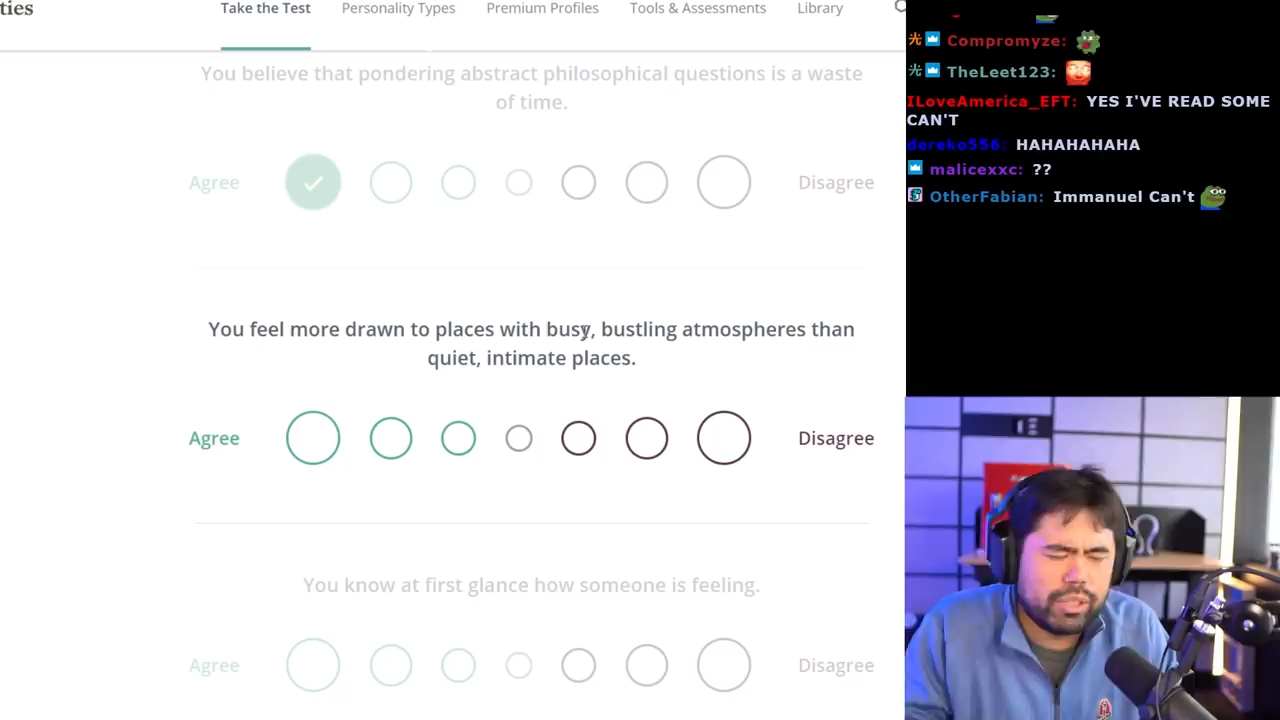 ties
Take the Test
Personality Types
Premium Profiles
Tools & Assessments
Library
You believe that pondering abstract philosophical questions is a waste
of time.
Agree
Disagree
You feel more drawn to places with busy, bustling atmospheres than
quiet, intimate places.
Agree
Disagree
You know at first glance how someone is feeling.
Agree
Disagree
光 Compromyze:
光 TheLeet123:
ILoveAmerica_EFT: YES I'VE READ SOME
CAN'T
dereko556: HAHAHAHAHA
malicexxc: ??
OtherFabian: Immanuel Can't